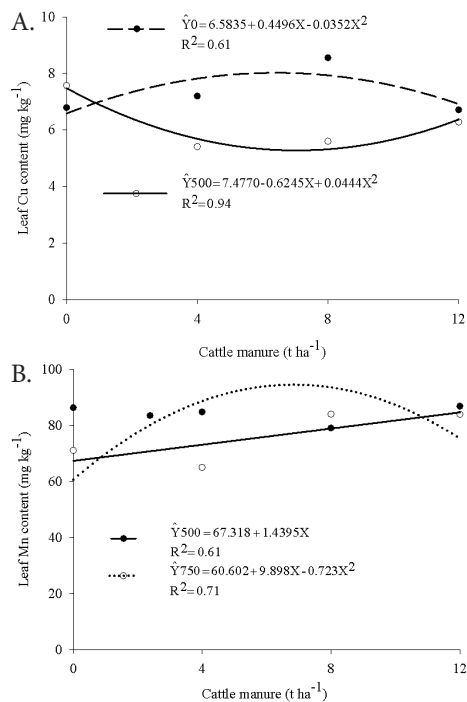 A.
Ŷ0=6.5835+0.4496X-0.0352X²
R²=0.61
Ŷ500=7.4770-0.6245X+0.0444X²
R²=0.94
Leaf Cu content (mg kg⁻¹)
10
8
6
4
2
0
0 4 8 12
Cattle manure (t ha⁻¹)
B.
Ŷ500=67.318+1.4395X
R²=0.61
Ŷ750=60.602+9.898X-0.723X²
R²=0.71
Leaf Mn content (mg kg⁻¹)
100
80
60
40
20
0
0 4 8 12
Cattle manure (t ha⁻¹)